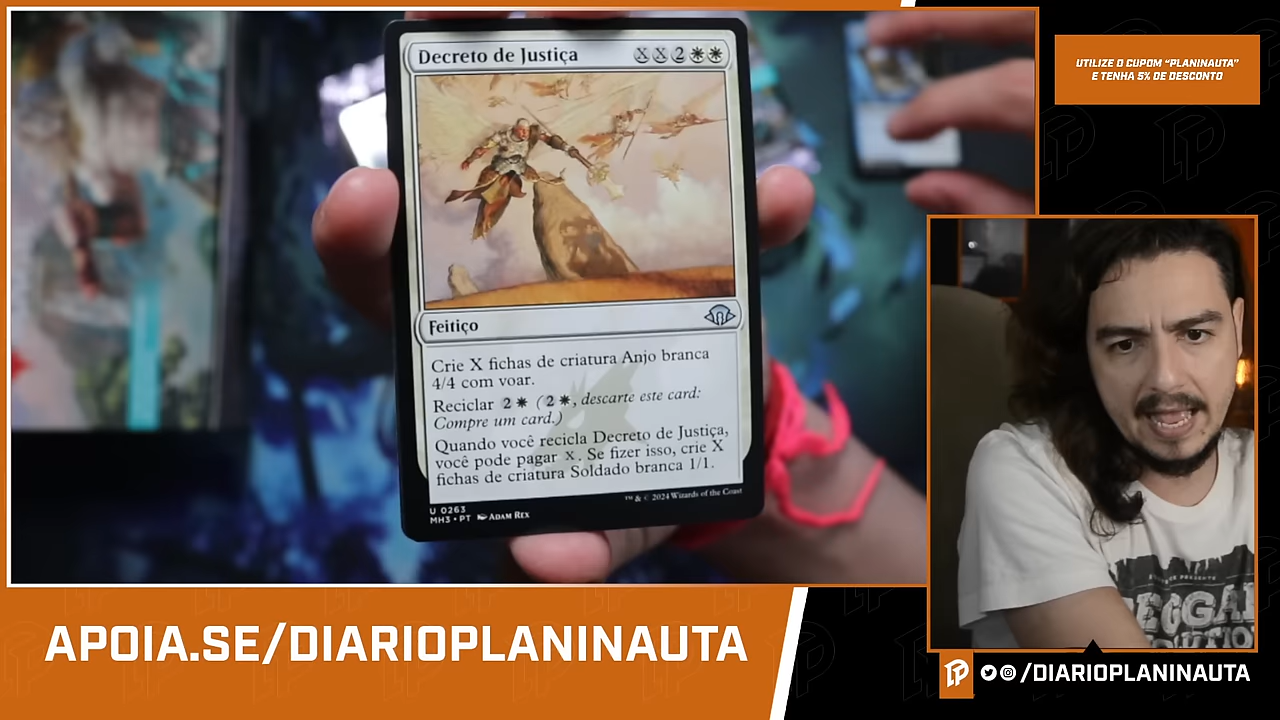 Decreto de Justiça XX2
Feitiço
Crie X fichas de criatura Anjo branca
4/4 com voar.
Reciclar 2 (2, descarte este card:
Compre um card.)
Quando você recicla Decreto de Justiça,
você pode pagar X. Se fizer isso, crie X
fichas de criatura Soldado branca 1/1.
U 0263
MH3 • PT ADAM REX
™ & © 2024 Wizards of the Coast
UTILIZE O CUPOM “PLANINAUTA”
E TENHA 5% DE DESCONTO
APOIA.SE/DIARIOPLANINAUTA
/DIARIOPLANINAUTA